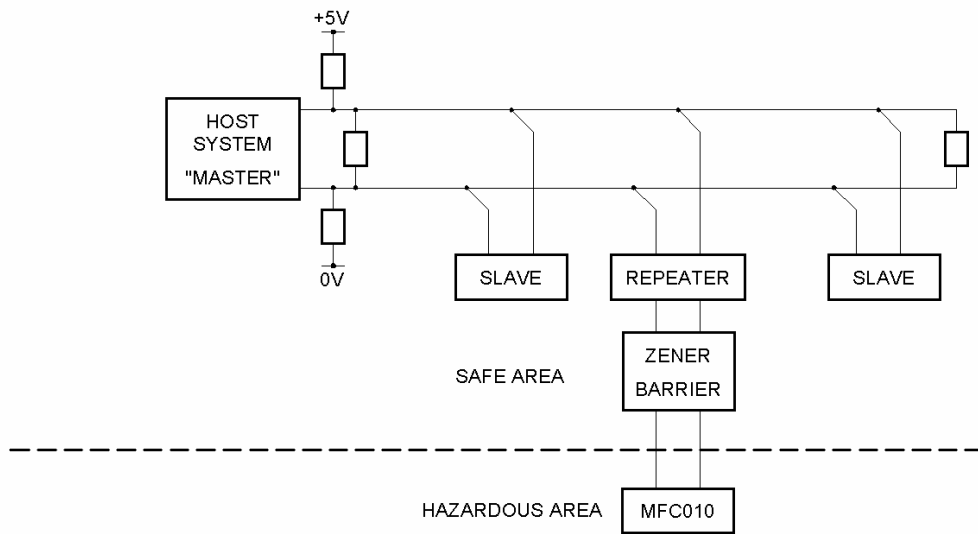 +5V
HOST
SYSTEM
"MASTER"
0V
SLAVE
REPEATER
SLAVE
ZENER
BARRIER
SAFE AREA
HAZARDOUS AREA
MFC010